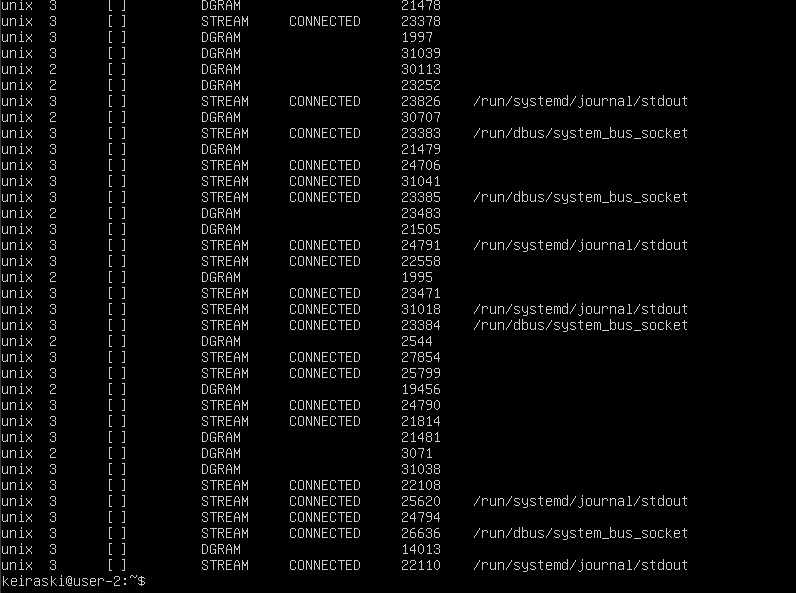 unix 3 [ ] DGRAM 21478
unix 3 [ ] STREAM CONNECTED 23378
unix 3 [ ] DGRAM 1997
unix 3 [ ] DGRAM 31039
unix 2 [ ] DGRAM 30113
unix 2 [ ] DGRAM 23252
unix 3 [ ] STREAM CONNECTED 23826 /run/systemd/journal/stdout
unix 2 [ ] DGRAM 30707
unix 3 [ ] STREAM CONNECTED 23383 /run/dbus/system_bus_socket
unix 3 [ ] DGRAM 21479
unix 3 [ ] STREAM CONNECTED 24706
unix 3 [ ] STREAM CONNECTED 31041
unix 3 [ ] STREAM CONNECTED 23385 /run/dbus/system_bus_socket
unix 2 [ ] DGRAM 23483
unix 3 [ ] DGRAM 21505
unix 3 [ ] STREAM CONNECTED 24791 /run/systemd/journal/stdout
unix 3 [ ] STREAM CONNECTED 22558
unix 2 [ ] DGRAM 1995
unix 3 [ ] STREAM CONNECTED 23471
unix 3 [ ] STREAM CONNECTED 31018 /run/systemd/journal/stdout
unix 3 [ ] STREAM CONNECTED 23384 /run/dbus/system_bus_socket
unix 2 [ ] DGRAM 2544
unix 3 [ ] STREAM CONNECTED 27854
unix 3 [ ] STREAM CONNECTED 25799
unix 2 [ ] DGRAM 19456
unix 3 [ ] STREAM CONNECTED 24790
unix 3 [ ] STREAM CONNECTED 21814
unix 3 [ ] DGRAM 21481
unix 2 [ ] DGRAM 3071
unix 3 [ ] DGRAM 31038
unix 3 [ ] STREAM CONNECTED 22108
unix 3 [ ] STREAM CONNECTED 25620 /run/systemd/journal/stdout
unix 3 [ ] STREAM CONNECTED 24794
unix 3 [ ] STREAM CONNECTED 26636 /run/dbus/system_bus_socket
unix 3 [ ] DGRAM 14013
unix 3 [ ] STREAM CONNECTED 22110 /run/systemd/journal/stdout
keiraski@user-2:~$